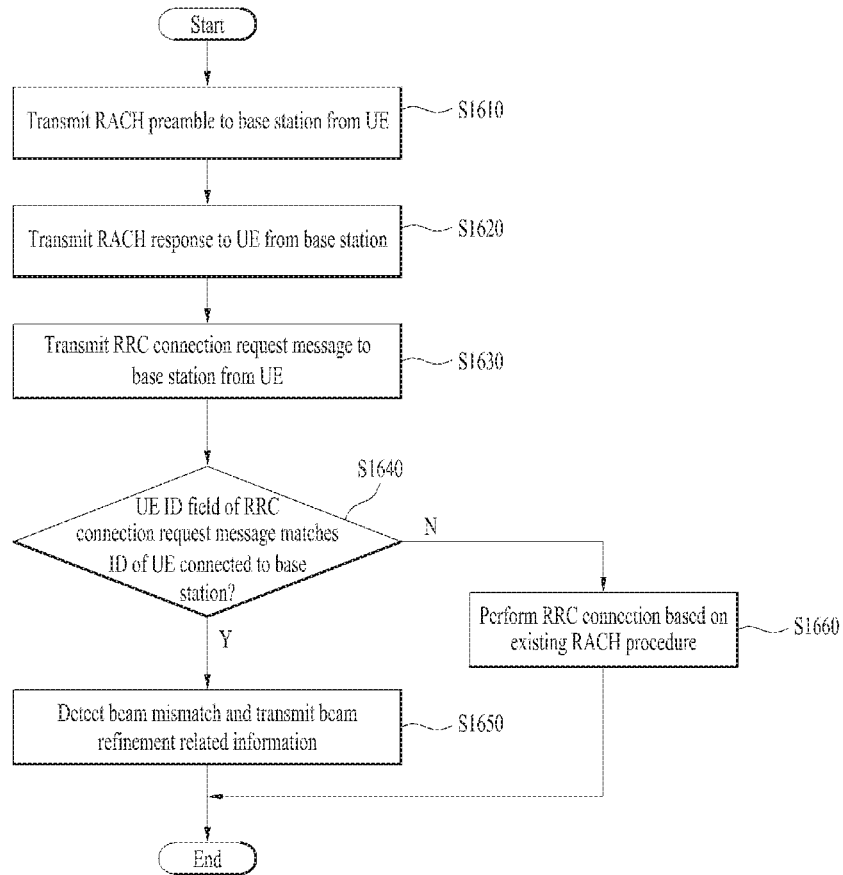 Start
Transmit RACH preamble to base station from UE
S1610
Transmit RACH response to UE from base station
S1620
Transmit RRC connection request message to
base station from UE
S1630
S1640
UE ID field of RRC
connection request message matches
ID of UE connected to base
station?
N
Y
Perform RRC connection based on
existing RACH procedure
S1660
Detect beam mismatch and transmit beam
refinement related information
S1650
End